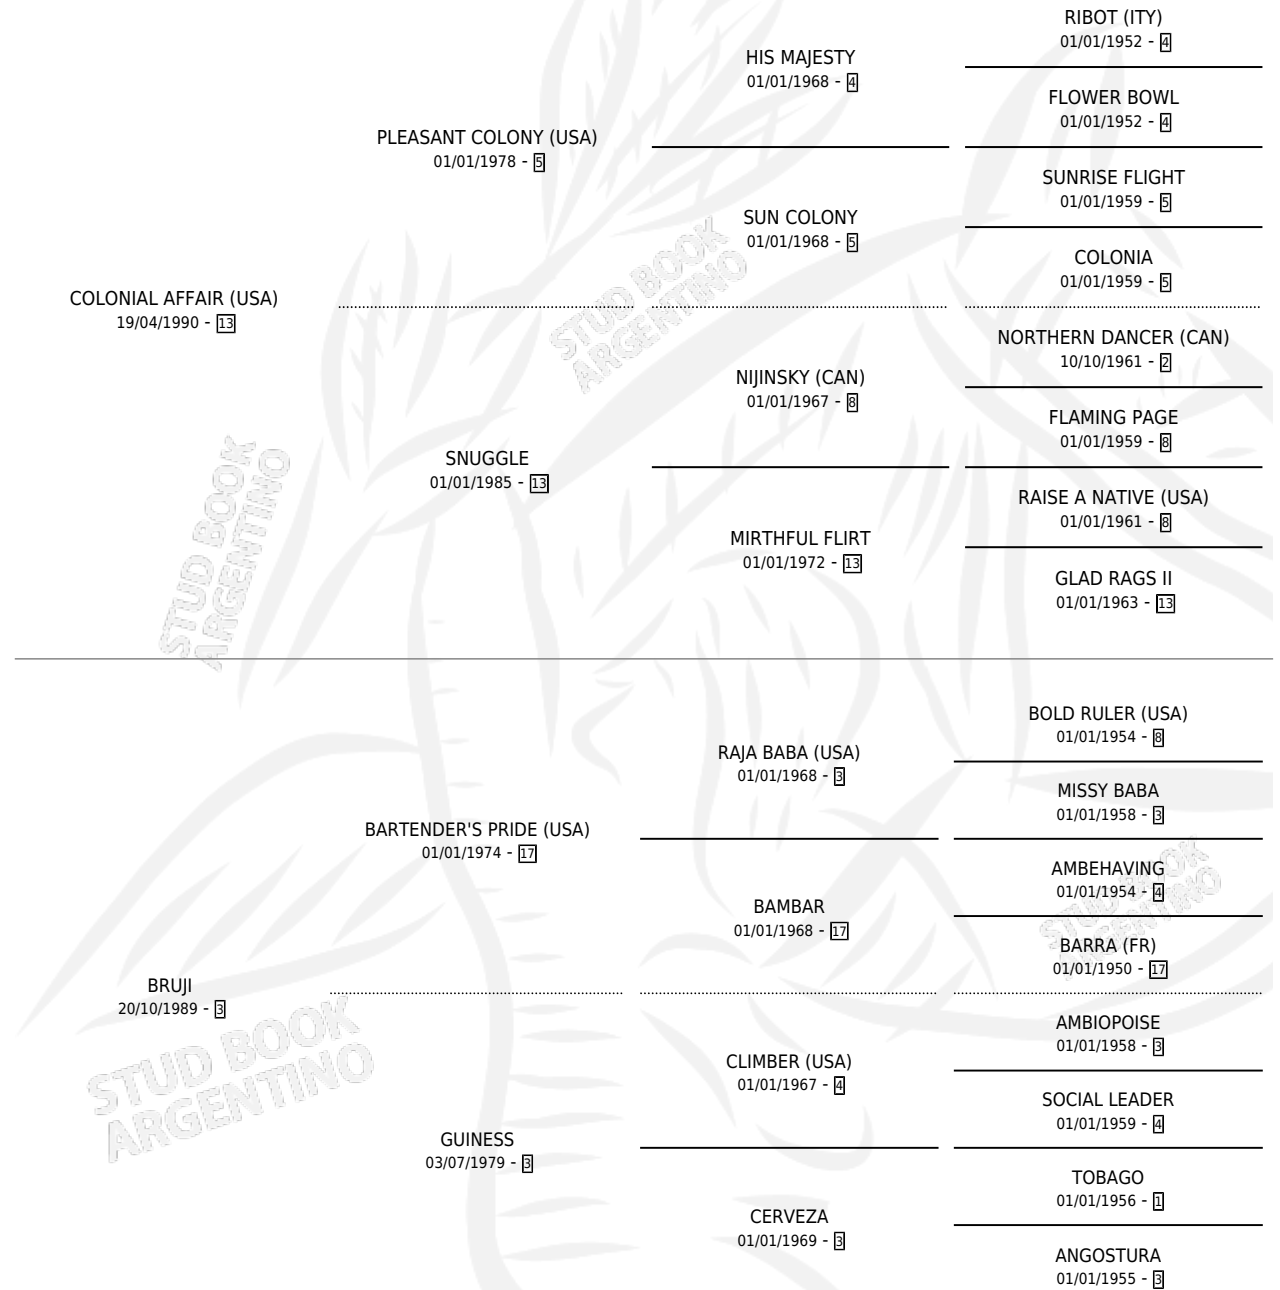 RIBOT (ITY)
01/01/1952 - 4
HIS MAJESTY
01/01/1968 - 4
FLOWER BOWL
01/01/1952 - 4
PLEASANT COLONY (USA)
01/01/1978 - 5
SUNRISE FLIGHT
01/01/1959 - 5
SUN COLONY
01/01/1968 - 5
COLONIA
01/01/1959 - 5
COLONIAL AFFAIR (USA)
19/04/1990 - 13
NORTHERN DANCER (CAN)
10/10/1961 - 2
NIJINSKY (CAN)
01/01/1967 - 8
FLAMING PAGE
01/01/1959 - 8
SNUGGLE
01/01/1985 - 13
RAISE A NATIVE (USA)
01/01/1961 - 8
MIRTHFUL FLIRT
01/01/1972 - 13
GLAD RAGS II
01/01/1963 - 13
BOLD RULER (USA)
01/01/1954 - 8
RAJA BABA (USA)
01/01/1968 - 3
MISSY BABA
01/01/1958 - 3
BARTENDER'S PRIDE (USA)
01/01/1974 - 17
AMBEHAVING
01/01/1954 - 4
BAMBAR
01/01/1968 - 17
BARRA (FR)
01/01/1950 - 17
BRUJI
20/10/1989 - 3
AMBIOPOISE
01/01/1958 - 3
CLIMBER (USA)
01/01/1967 - 4
SOCIAL LEADER
01/01/1959 - 4
GUINESS
03/07/1979 - 3
TOBAGO
01/01/1956 - 1
CERVEZA
01/01/1969 - 3
ANGOSTURA
01/01/1955 - 3
STUD BOOK
ARGENTINO
STUD BOOK
ARGENTINO
STUD BOOK
ARGENTINO
STUD BOOK
ARGENTINO